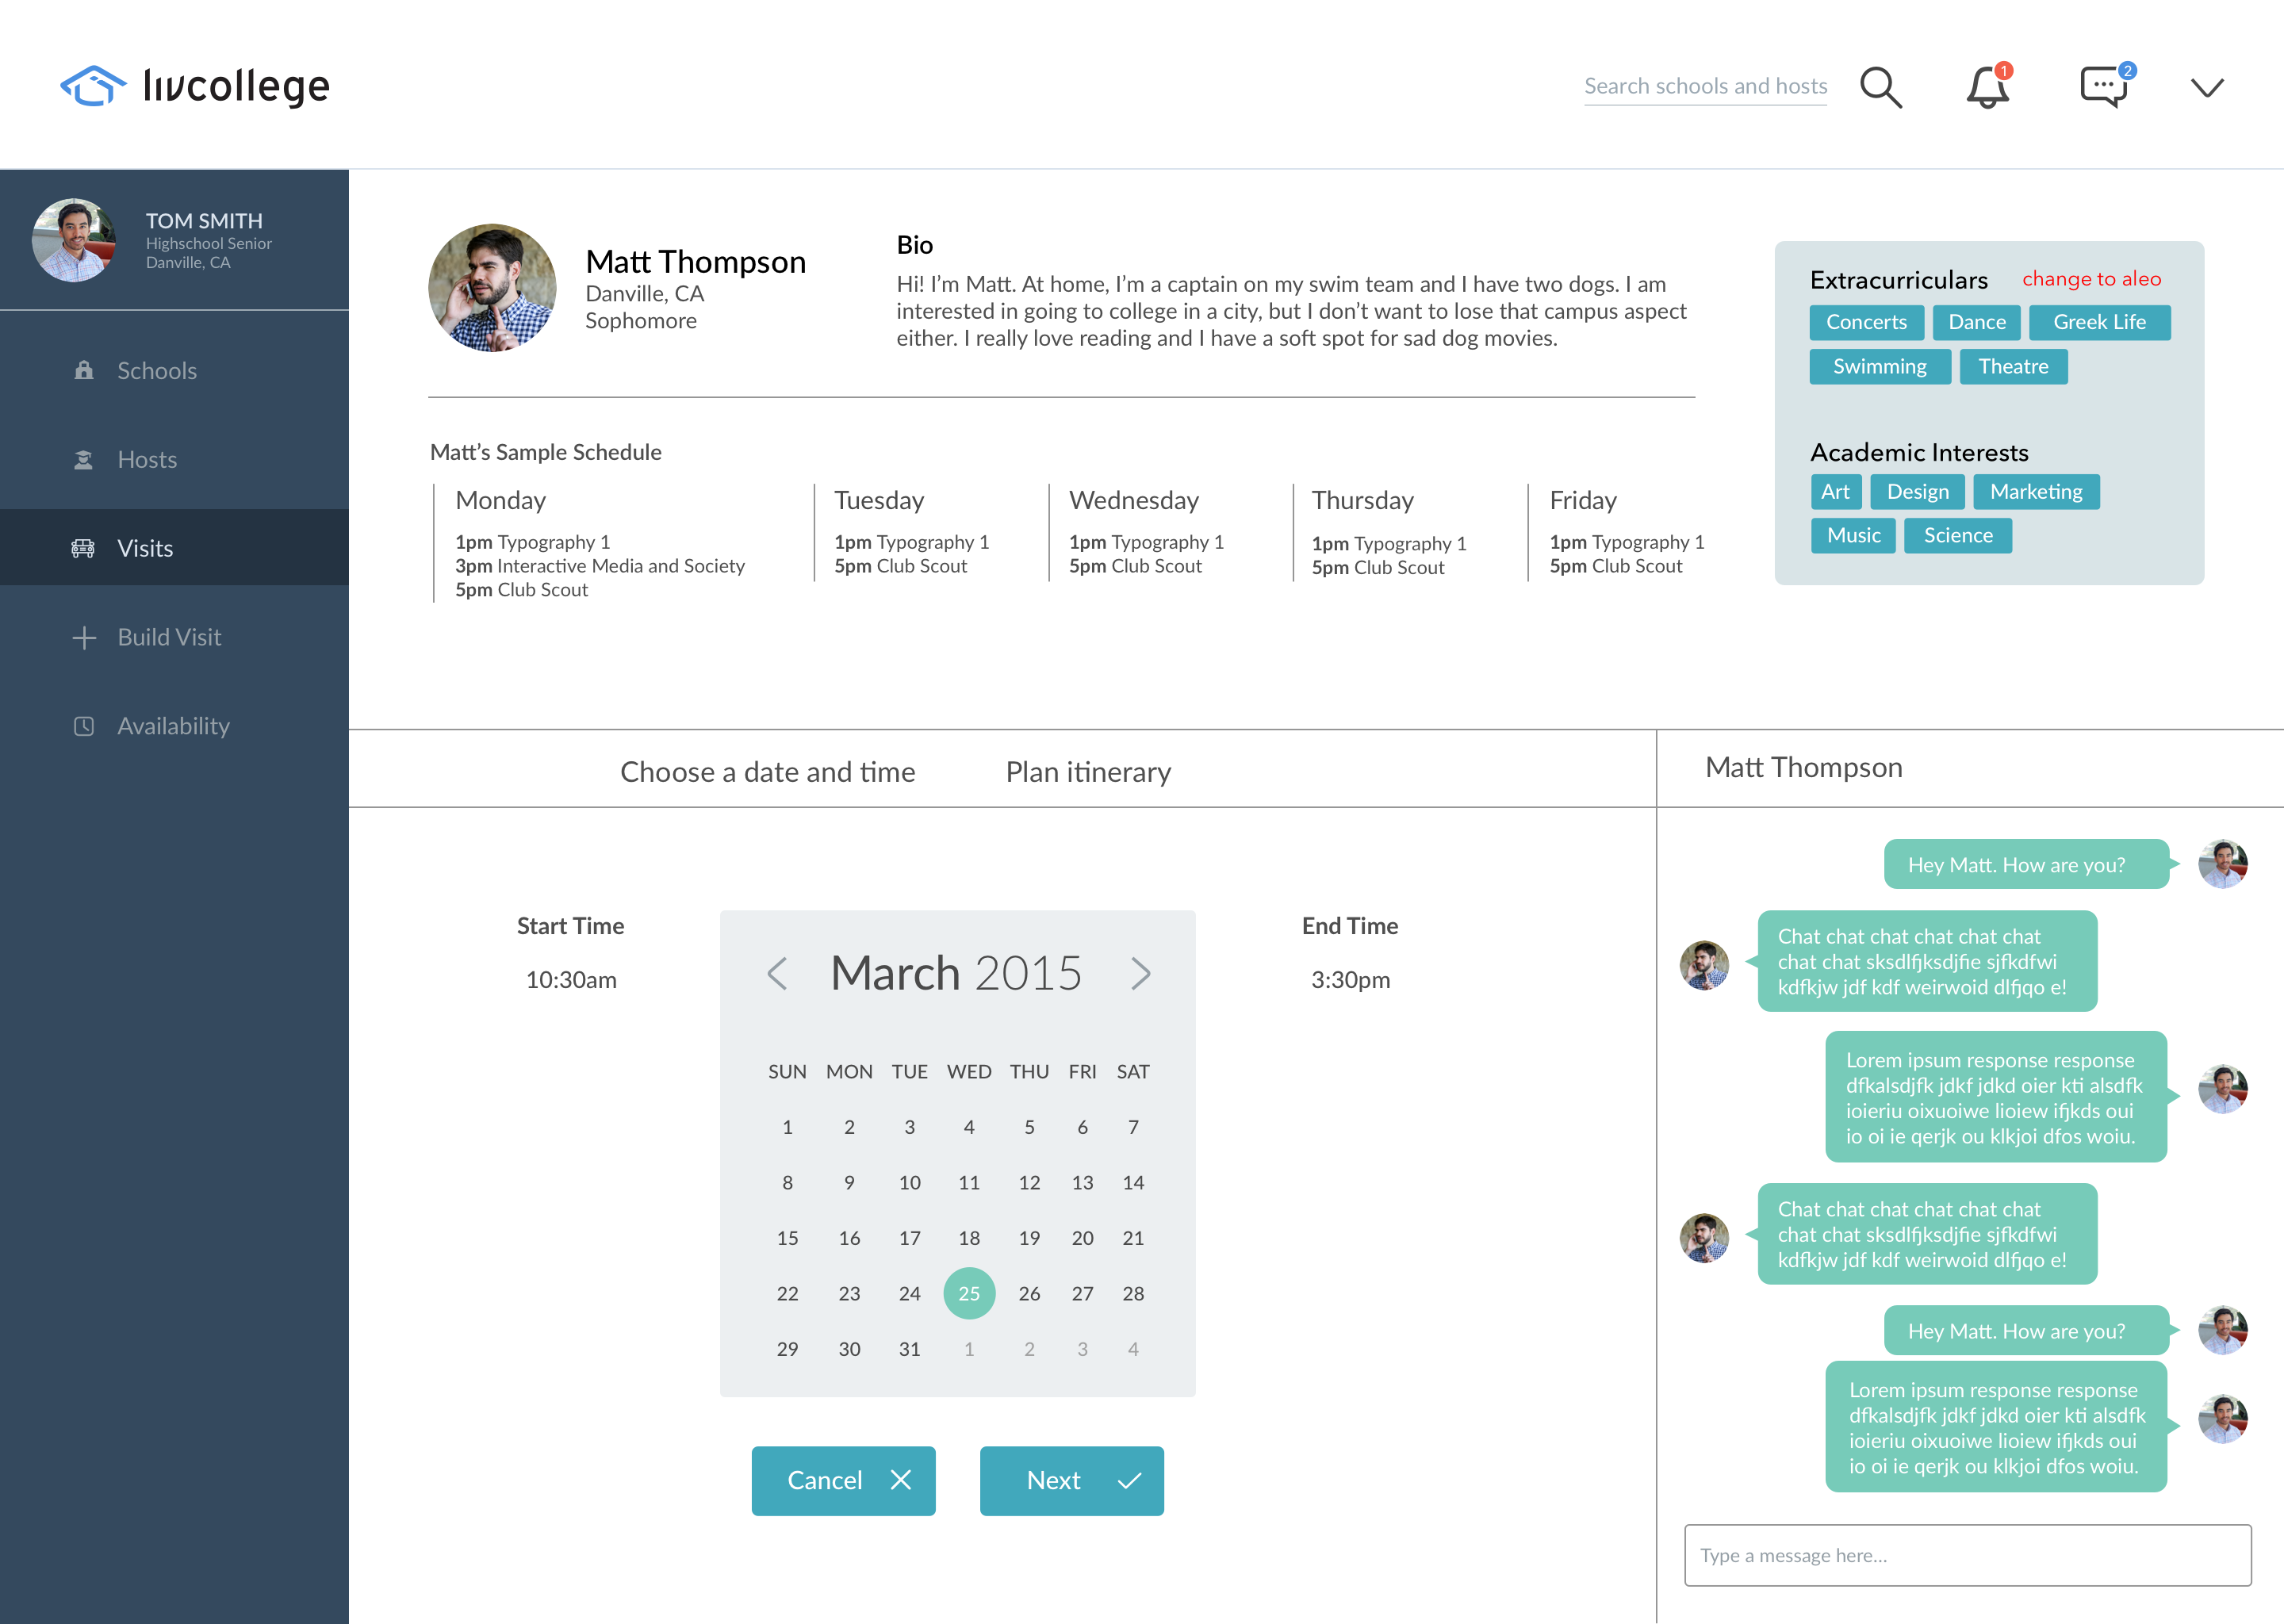 livcollege
Search schools and hosts
1
2
TOM SMITH
Highschool Senior
Danville, CA
Schools
Hosts
Visits
Build Visit
Availability
Matt Thompson
Danville, CA
Sophomore
Bio
Hi! I'm Matt. At home, I'm a captain on my swim team and I have two dogs. I am
interested in going to college in a city, but I don't want to lose that campus aspect
either. I really love reading and I have a soft spot for sad dog movies.
Extracurriculars change to aleo
Concerts Dance Greek Life
Swimming Theatre
Academic Interests
Art Design Marketing
Music Science
Matt's Sample Schedule
Monday
1pm Typography 1
3pm Interactive Media and Society
5pm Club Scout
Tuesday
1pm Typography 1
5pm Club Scout
Wednesday
1pm Typography 1
5pm Club Scout
Thursday
1pm Typography 1
5pm Club Scout
Friday
1pm Typography 1
5pm Club Scout
Choose a date and time Plan itinerary
Start Time
10:30am
March 2015
SUN MON TUE WED THU FRI SAT
1 2 3 4 5 6 7
8 9 10 11 12 13 14
15 16 17 18 19 20 21
22 23 24 25 26 27 28
29 30 31 1 2 3 4
End Time
3:30pm
Cancel Next
Matt Thompson
Hey Matt. How are you?
Chat chat chat chat chat chat
chat chat sksdlfjksdjfie sjfkdfwi
kdfkjw jdf kdf weirwoid dlfjqo e!
Lorem ipsum response response
dfkalsdjfk jdkf jdkd oier kti alsdfk
ioieriu oixuoiwe lioiew ifjkds oui
io oi ie qerjk ou klkjoi dfos woiu.
Chat chat chat chat chat chat
chat chat sksdlfjksdjfie sjfkdfwi
kdfkjw jdf kdf weirwoid dlfjqo e!
Hey Matt. How are you?
Lorem ipsum response response
dfkalsdjfk jdkf jdkd oier kti alsdfk
ioieriu oixuoiwe lioiew ifjkds oui
io oi ie qerjk ou klkjoi dfos woiu.
Type a message here...